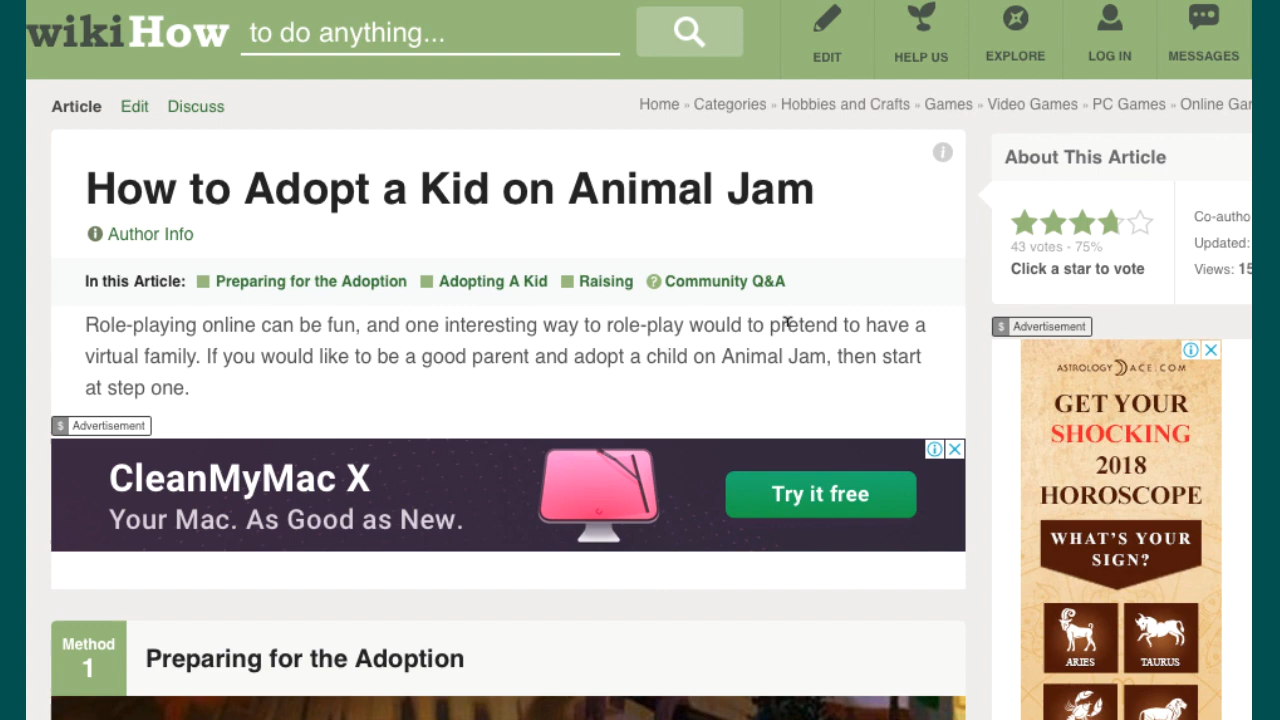 wikiHow to do anything...
EDIT
HELP US
EXPLORE
LOG IN
MESSAGES
Article Edit Discuss
Home » Categories » Hobbies and Crafts » Games » Video Games » PC Games » Online
How to Adopt a Kid on Animal Jam
Author Info
In this Article: Preparing for the Adoption Adopting A Kid Raising ? Community Q&A
Role-playing online can be fun, and one interesting way to role-play would to pretend to have a
virtual family. If you would like to be a good parent and adopt a child on Animal Jam, then start
at step one.
$ Advertisement
CleanMyMac X
Your Mac. As Good as New.
Try it free
Method
1
Preparing for the Adoption
About This Article
43 votes - 75%
Click a star to vote
Co-autho
Updated:
Views: 15
$ Advertisement
ASTROLOGY ACE.COM
GET YOUR
SHOCKING
2018
HOROSCOPE
WHAT'S YOUR
SIGN?
ARIES
TAURUS